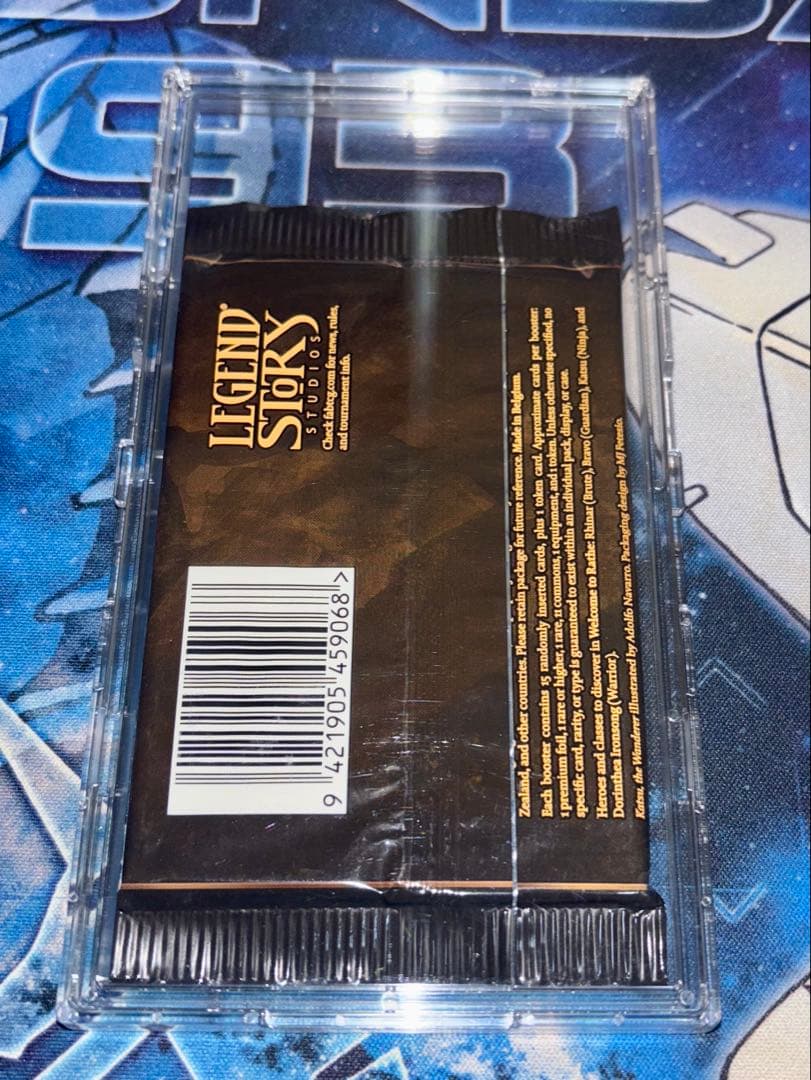 LEGEND
STORY
STUDIOS
Check fabtcg.com for news, rules,
and tournament info.
9 421905 459068 >
Zealand, and other countries. Please retain package for future reference. Made in Belgium.
Each booster contains 15 randomly inserted cards, plus 1 token card. Approximate cards per booster:
1 premium foil, 1 rare or higher, 1 rare, 11 commons, 1 equipment, and 1 token. Unless otherwise specified, no
specific card, rarity, or type is guaranteed to exist within an individual pack, display, or case.
Heroes and classes to discover in Welcome to Rathe: Rhinar (Brute), Bravo (Guardian), Katsu (Ninja), and
Dorinthea Ironsong (Warrior).
Katsu, the Wanderer illustrated by Adolfo Navarro. Packaging design by MJ Fetesio.